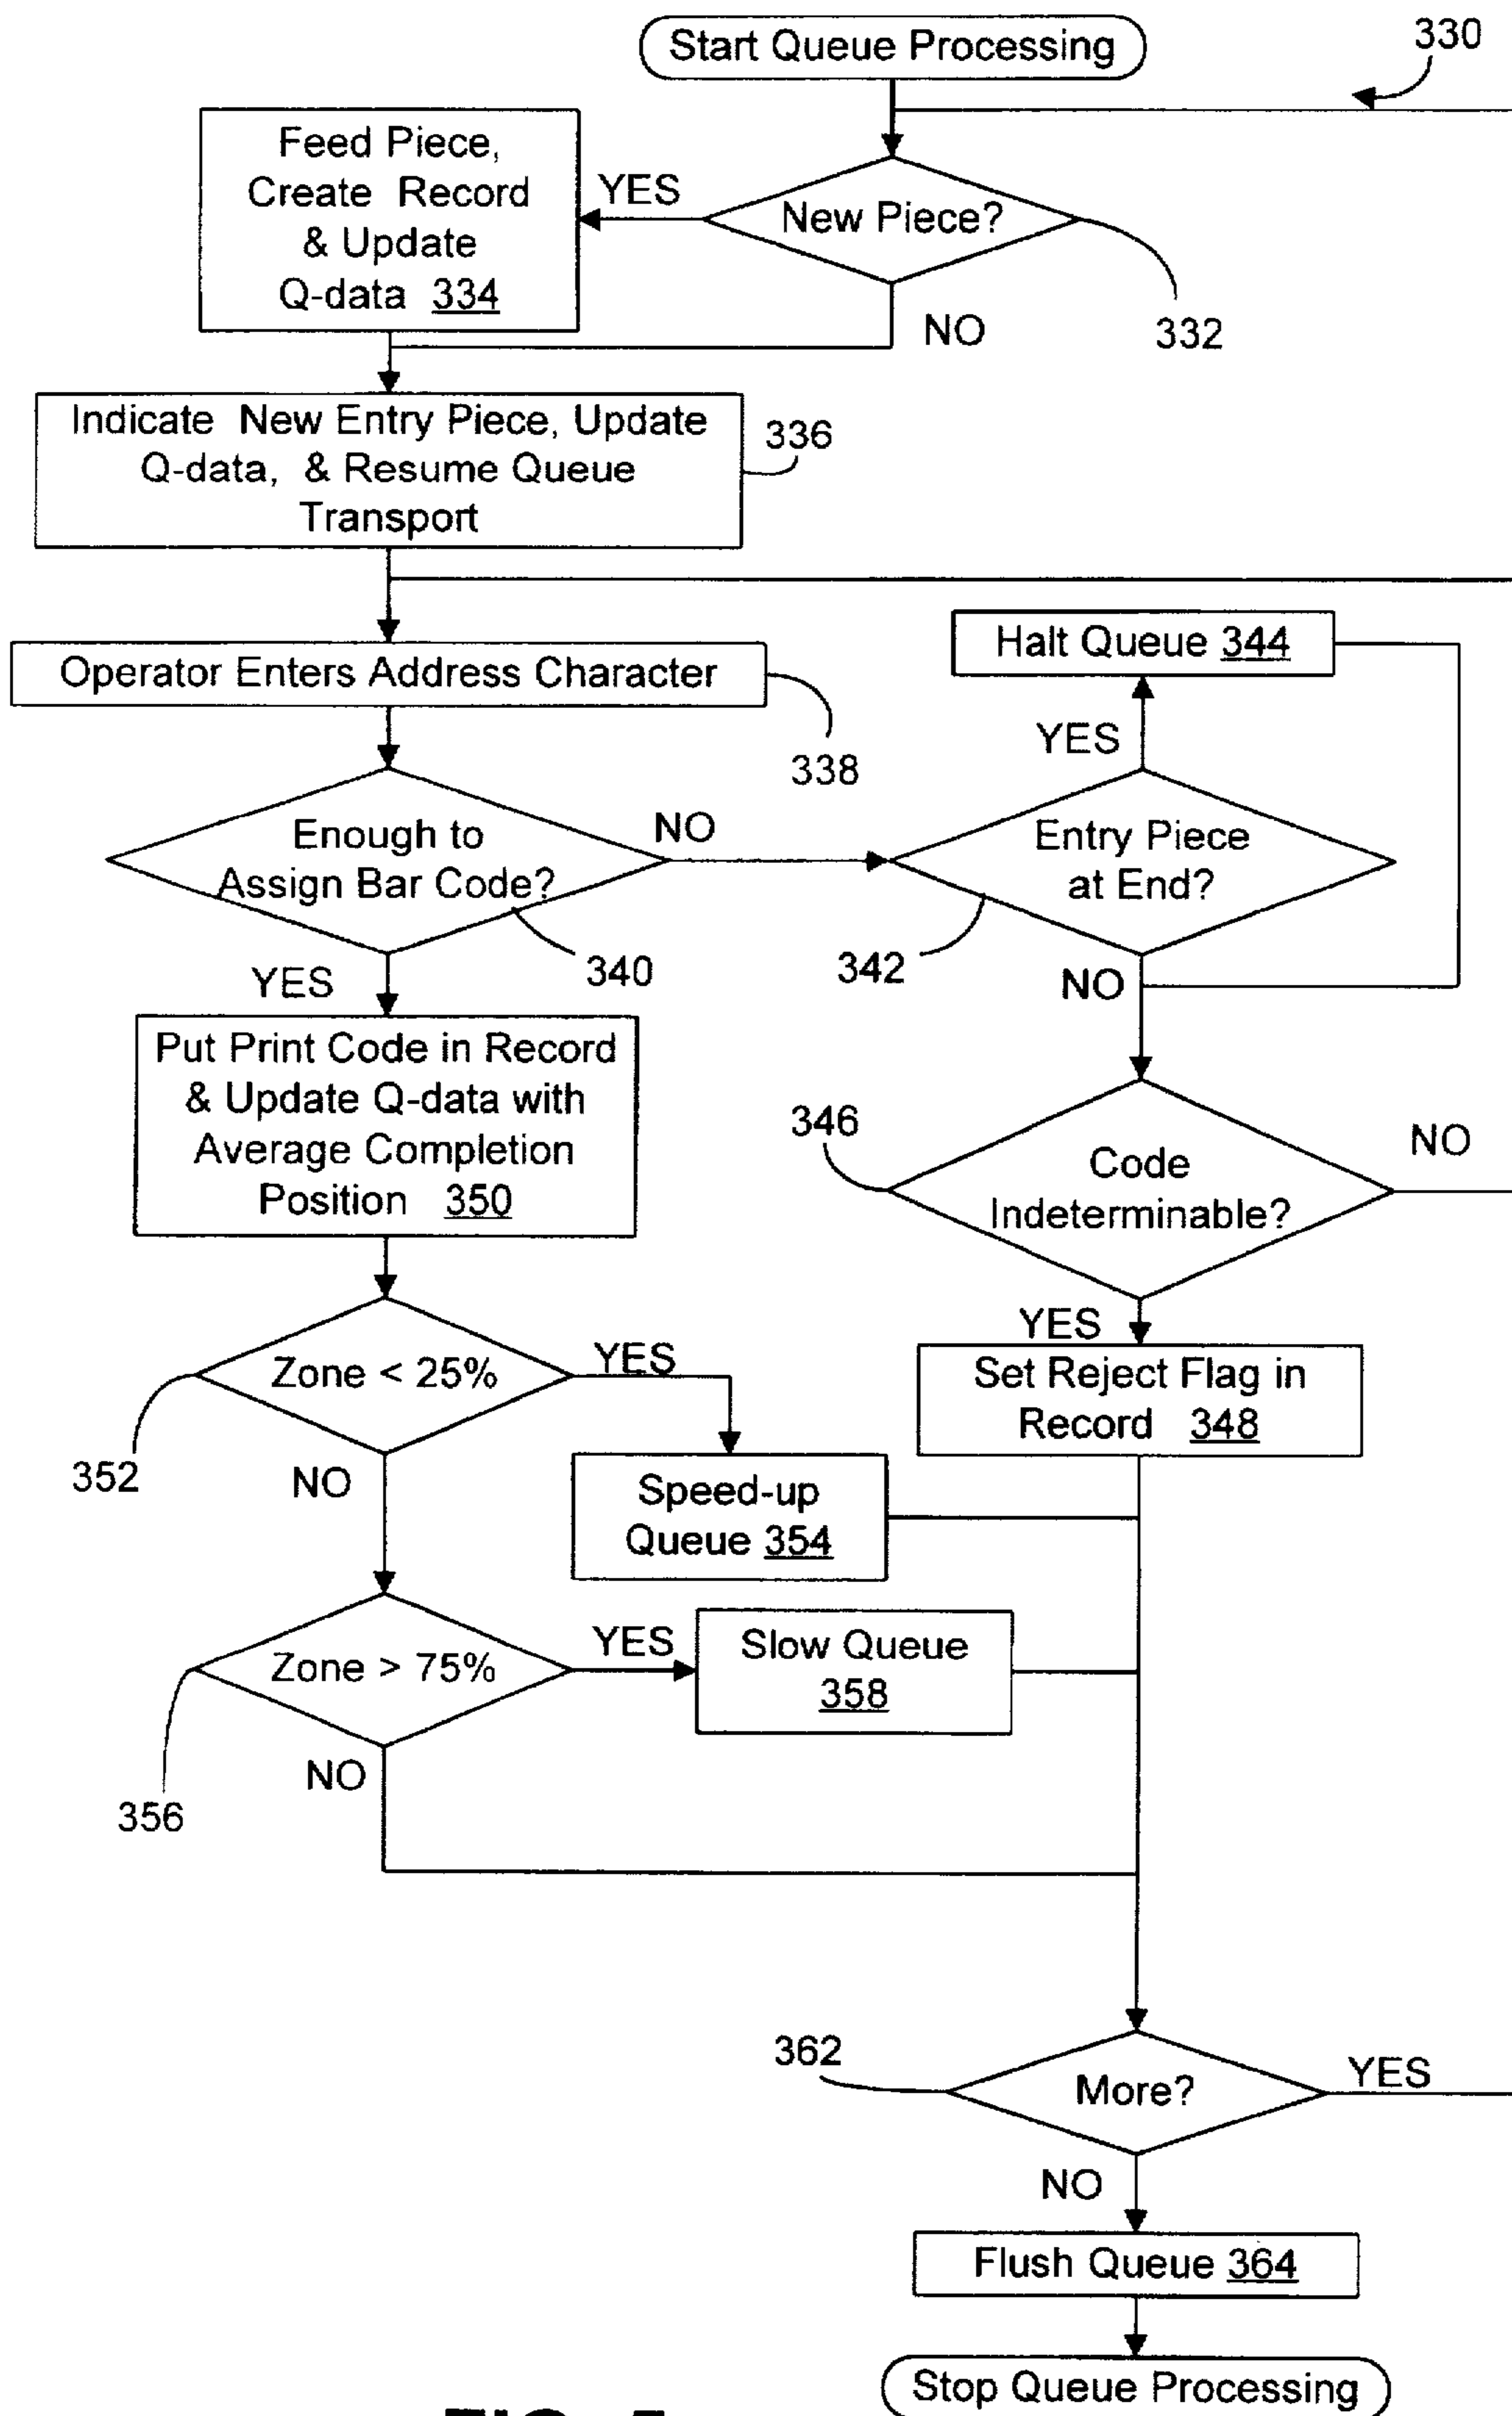 Start Queue Processing
330
Feed Piece,
Create Record
& Update
Q-data 334
YES
New Piece?
NO
332
Indicate New Entry Piece, Update
Q-data, & Resume Queue
Transport
336
Operator Enters Address Character
338
Halt Queue 344
YES
Enough to
Assign Bar Code?
NO
340
Entry Piece
at End?
342
NO
YES
Put Print Code in Record
& Update Q-data with
Average Completion
Position 350
346
Code
Indeterminable?
NO
YES
Set Reject Flag in
Record 348
Zone < 25%
YES
352
NO
Speed-up
Queue 354
Zone > 75%
YES
Slow Queue
358
NO
356
362
More?
YES
NO
Flush Queue 364
Stop Queue Processing